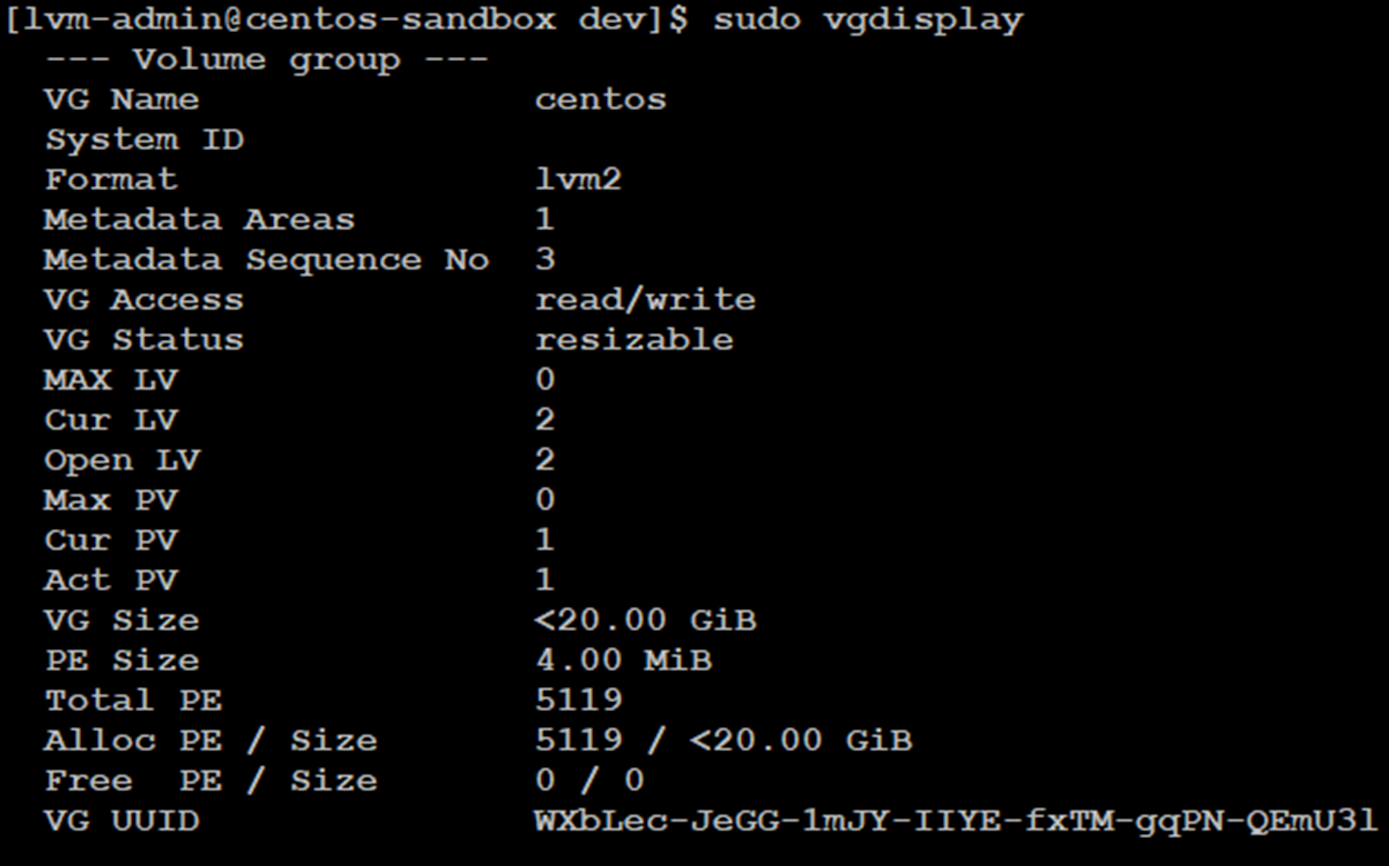 [lvm-admin@centos-sandbox dev]$ sudo vgdisplay
--- Volume group ---
VG Name centos
System ID
Format lvm2
Metadata Areas 1
Metadata Sequence No 3
VG Access read/write
VG Status resizable
MAX LV 0
Cur LV 2
Open LV 2
Max PV 0
Cur PV 1
Act PV 1
VG Size <20.00 GiB
PE Size 4.00 MiB
Total PE 5119
Alloc PE / Size 5119 / <20.00 GiB
Free  PE / Size 0 / 0
VG UUID WXbLec-JeGG-1mJY-IIYE-fxTM-gqPN-QEmU3l